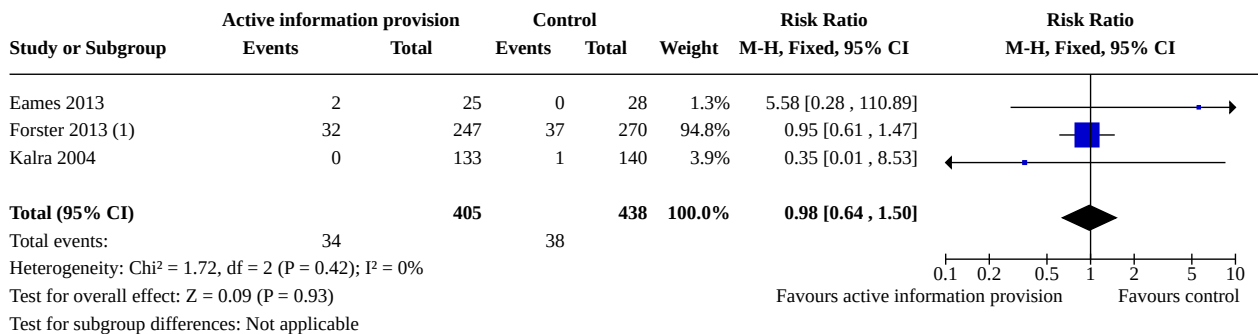 Active information provision Control Risk Ratio Risk Ratio
Study or Subgroup Events Total Events Total Weight M-H, Fixed, 95% CI M-H, Fixed, 95% CI
Eames 2013 2 25 0 28 1.3% 5.58 [0.28 , 110.89]
Forster 2013 (1) 32 247 37 270 94.8% 0.95 [0.61 , 1.47]
Kalra 2004 0 133 1 140 3.9% 0.35 [0.01 , 8.53]
Total (95% CI) 405 438 100.0% 0.98 [0.64 , 1.50]
Total events: 34 38
Heterogeneity: Chi² = 1.72, df = 2 (P = 0.42); I² = 0%
0.1 0.2 0.5 1 2 5 10
Test for overall effect: Z = 0.09 (P = 0.93) Favours active information provision Favours control
Test for subgroup differences: Not applicable